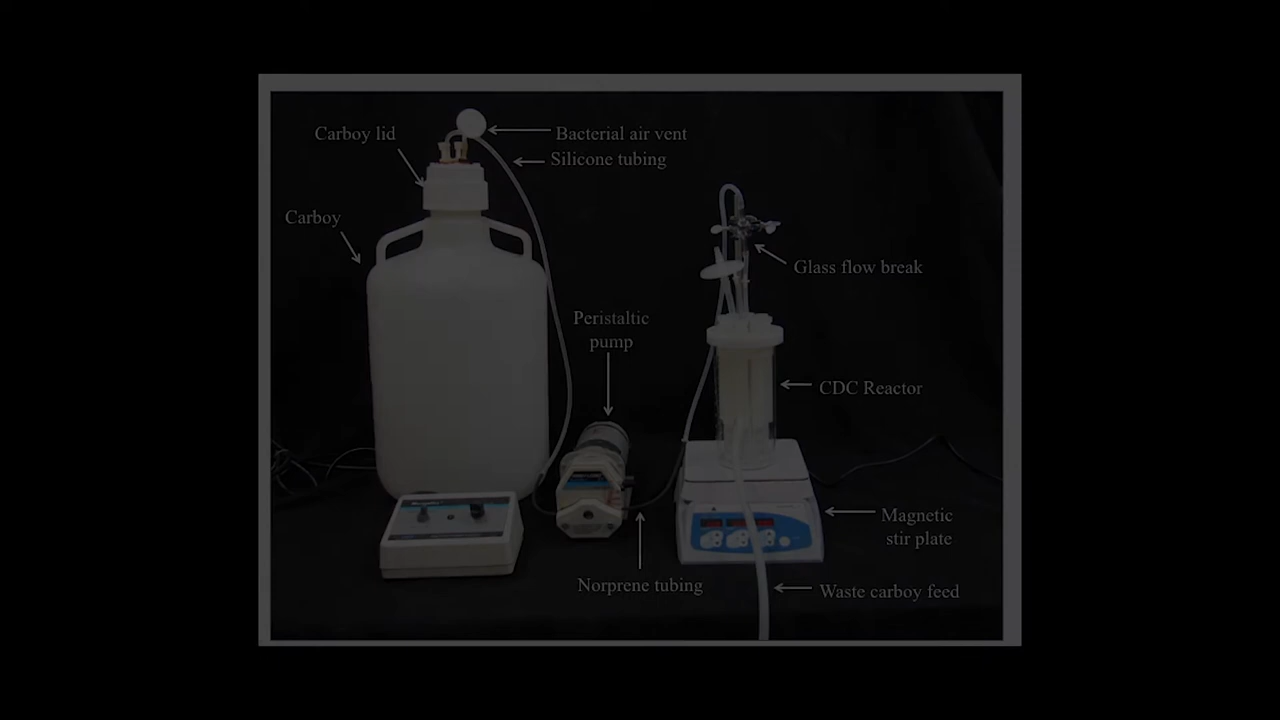 Carboy lid
Bacterial air vent
Silicone tubing
Carboy
Glass flow break
Peristaltic
pump
CDC Reactor
Magnetic
stir plate
Norprene tubing
Waste carboy feed